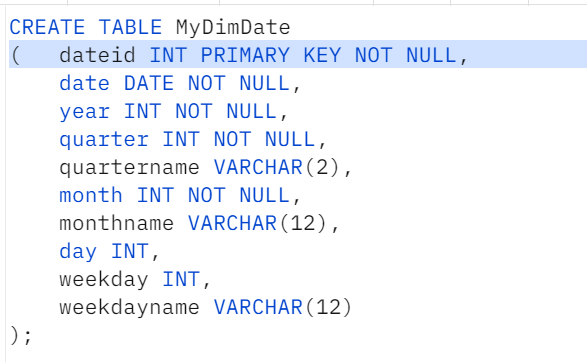 CREATE TABLE MyDimDate
(   dateid INT PRIMARY KEY NOT NULL,
    date DATE NOT NULL,
    year INT NOT NULL,
    quarter INT NOT NULL,
    quartername VARCHAR(2),
    month INT NOT NULL,
    monthname VARCHAR(12),
    day INT,
    weekday INT,
    weekdayname VARCHAR(12)
);